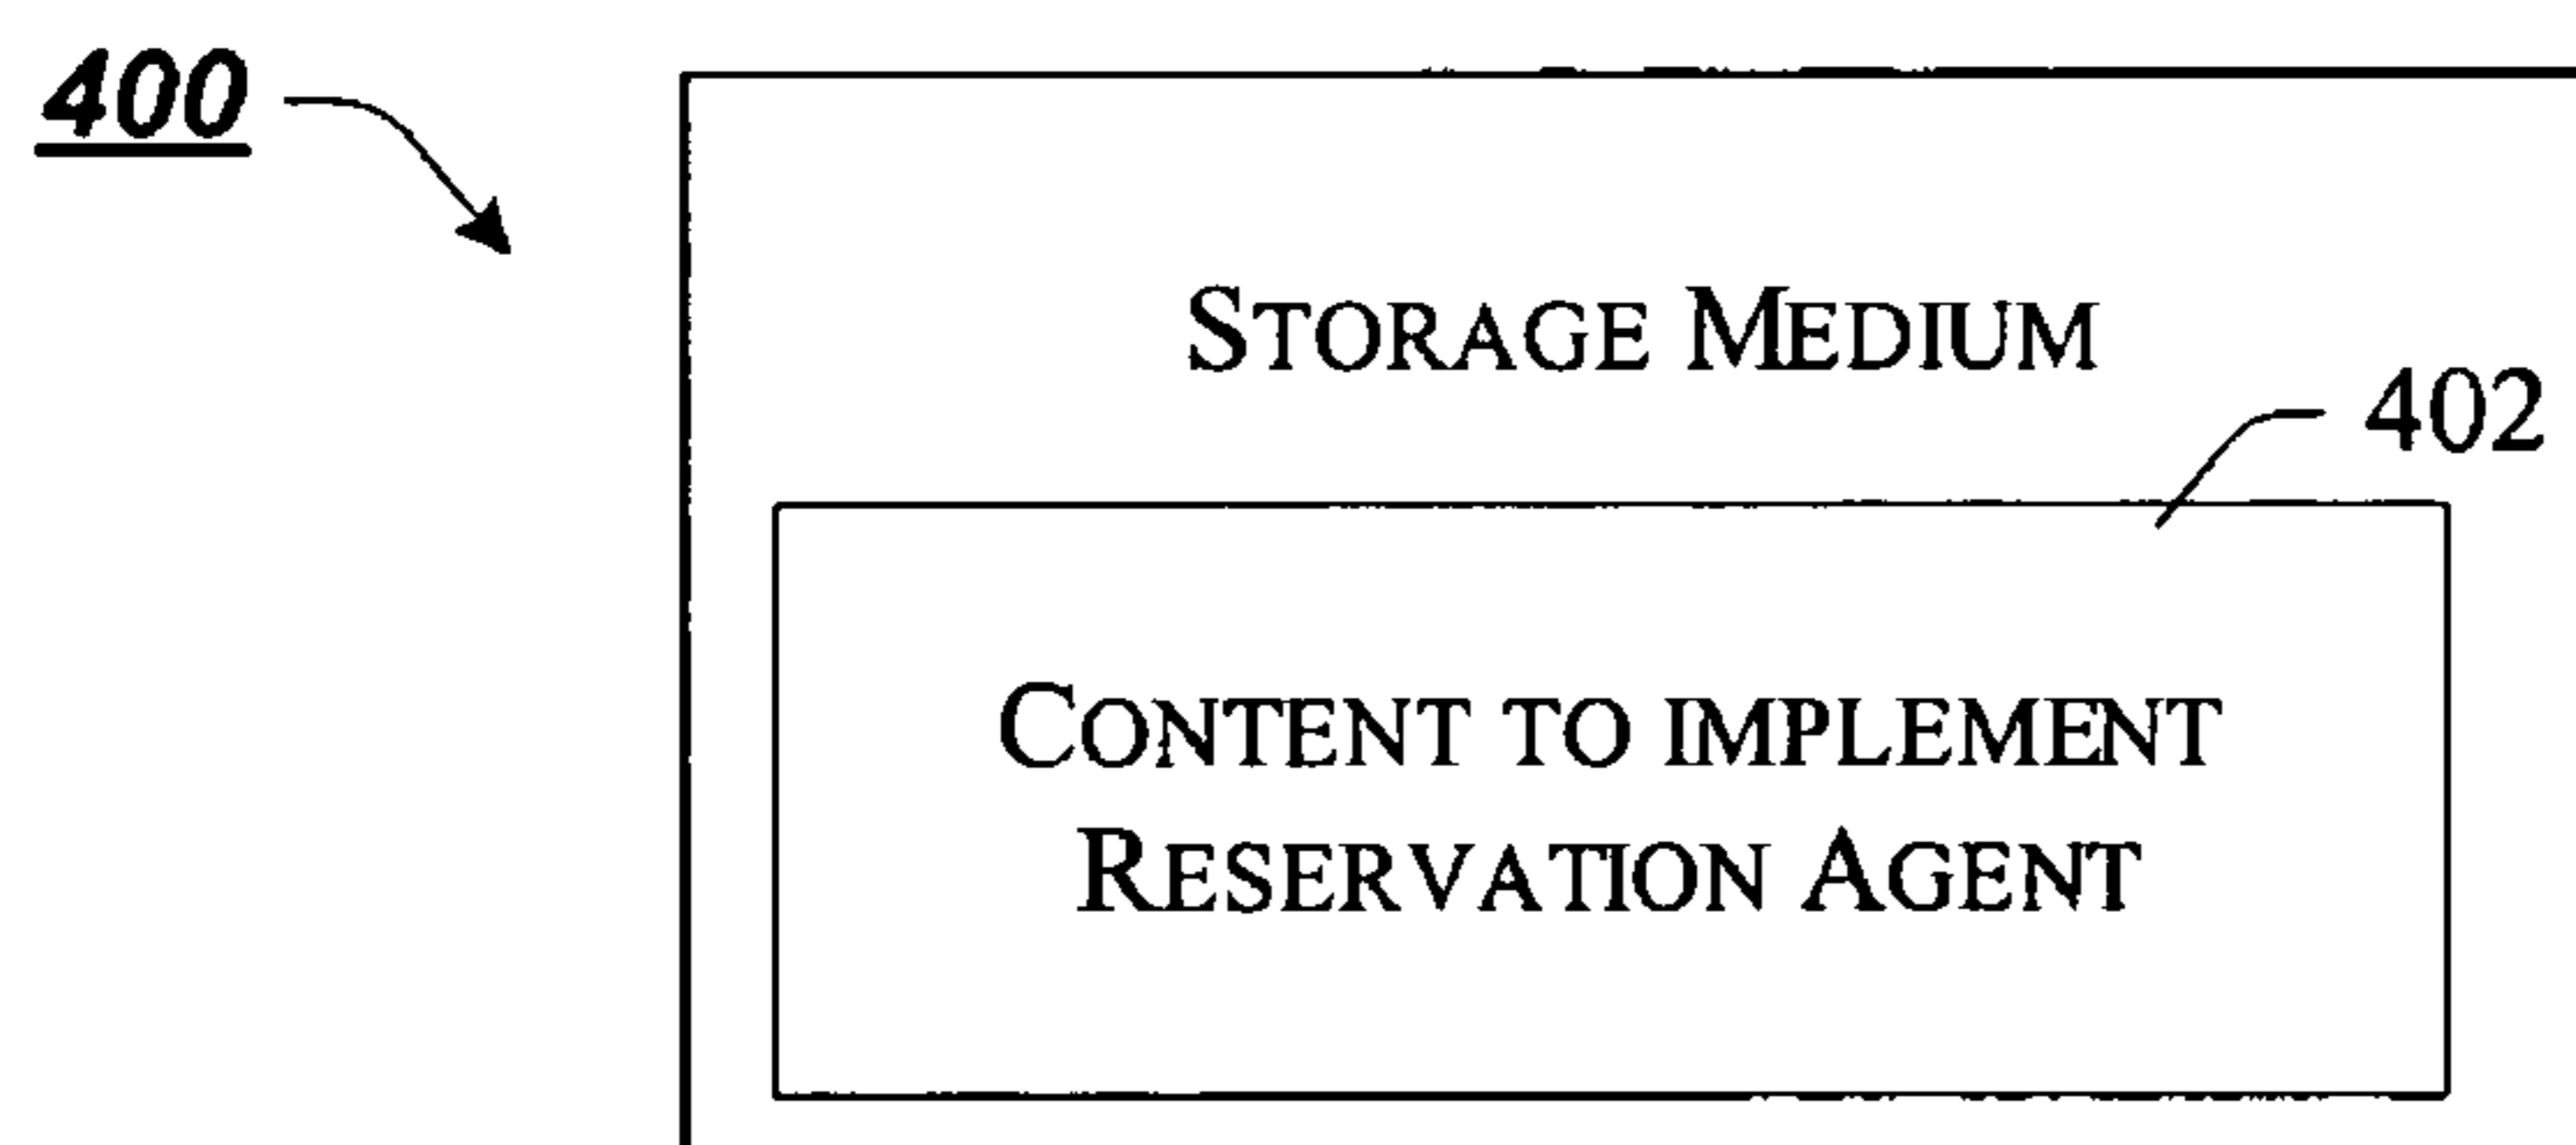 400
STORAGE MEDIUM
402
CONTENT TO IMPLEMENT
RESERVATION AGENT